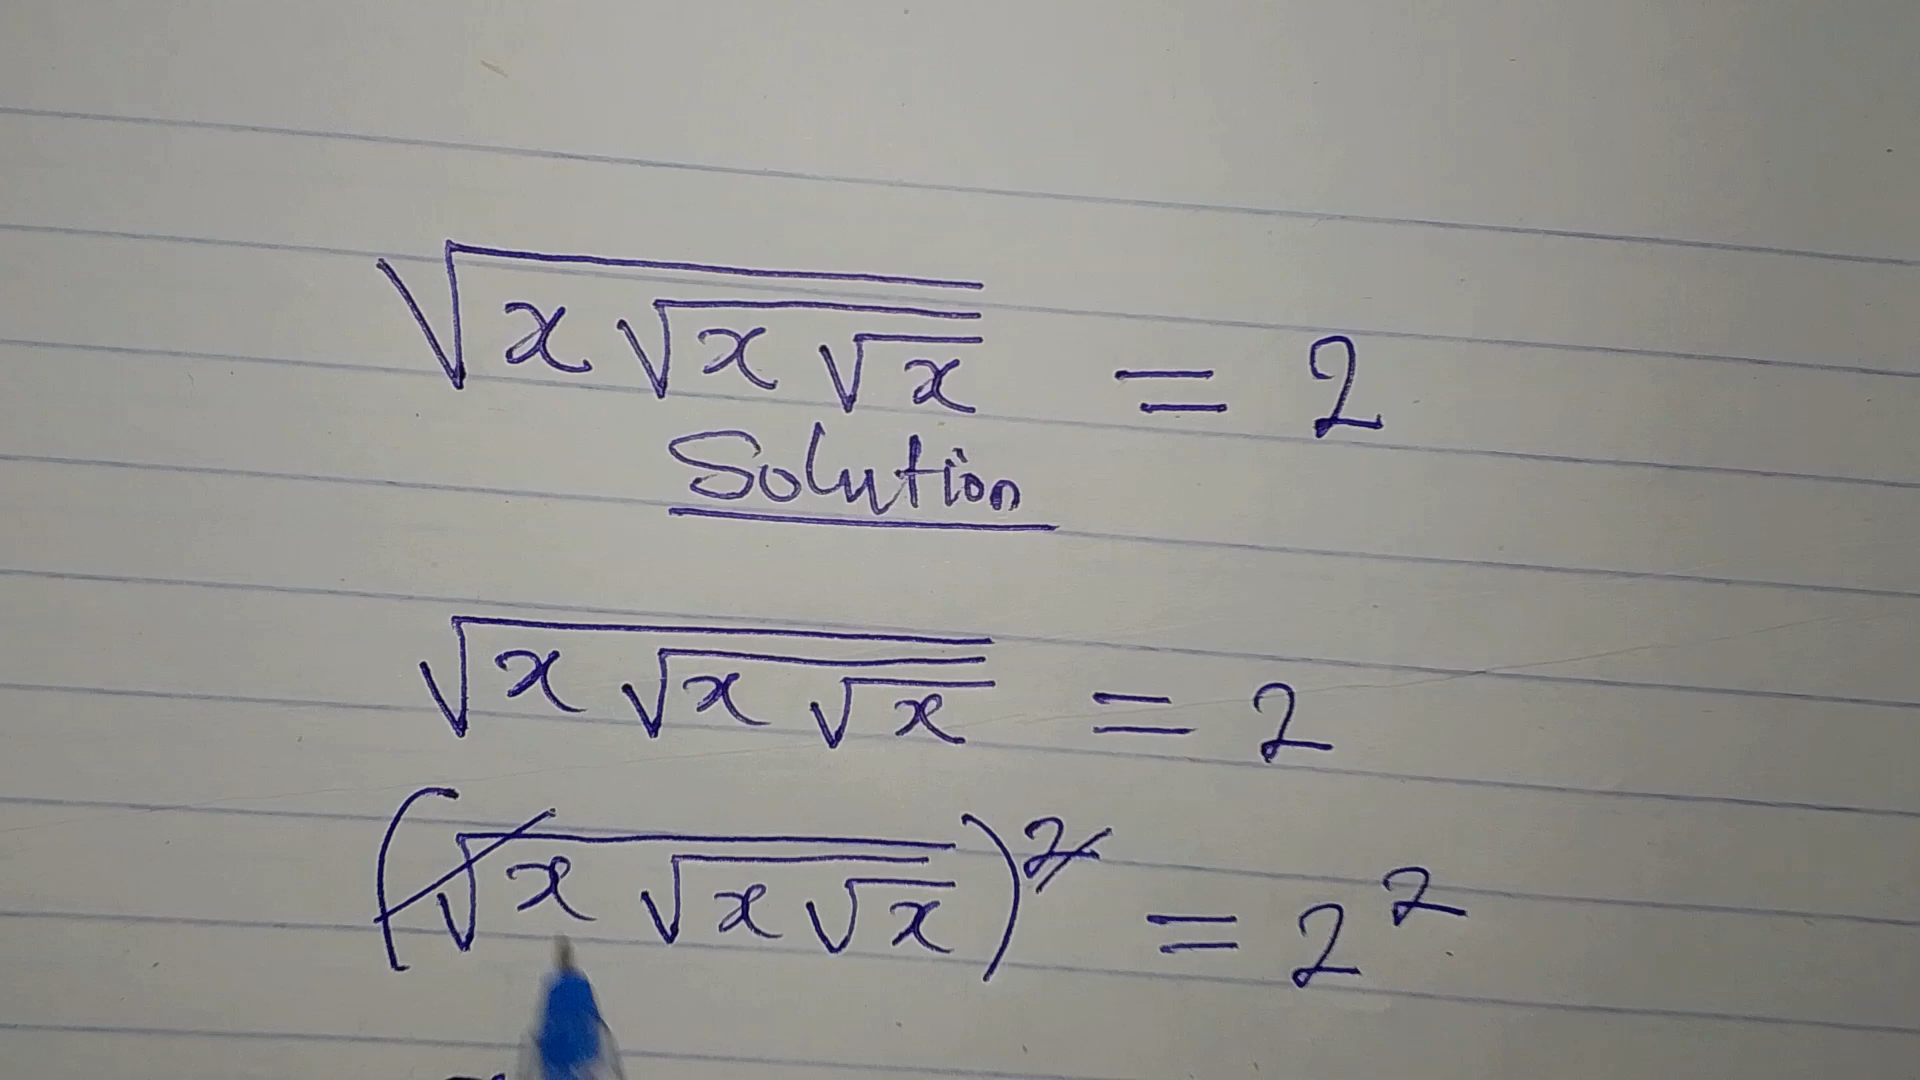 √(x√(x√x)) = 2
Solution
√(x√(x√x)) = 2
(√(x√(x√x)))² = 2²